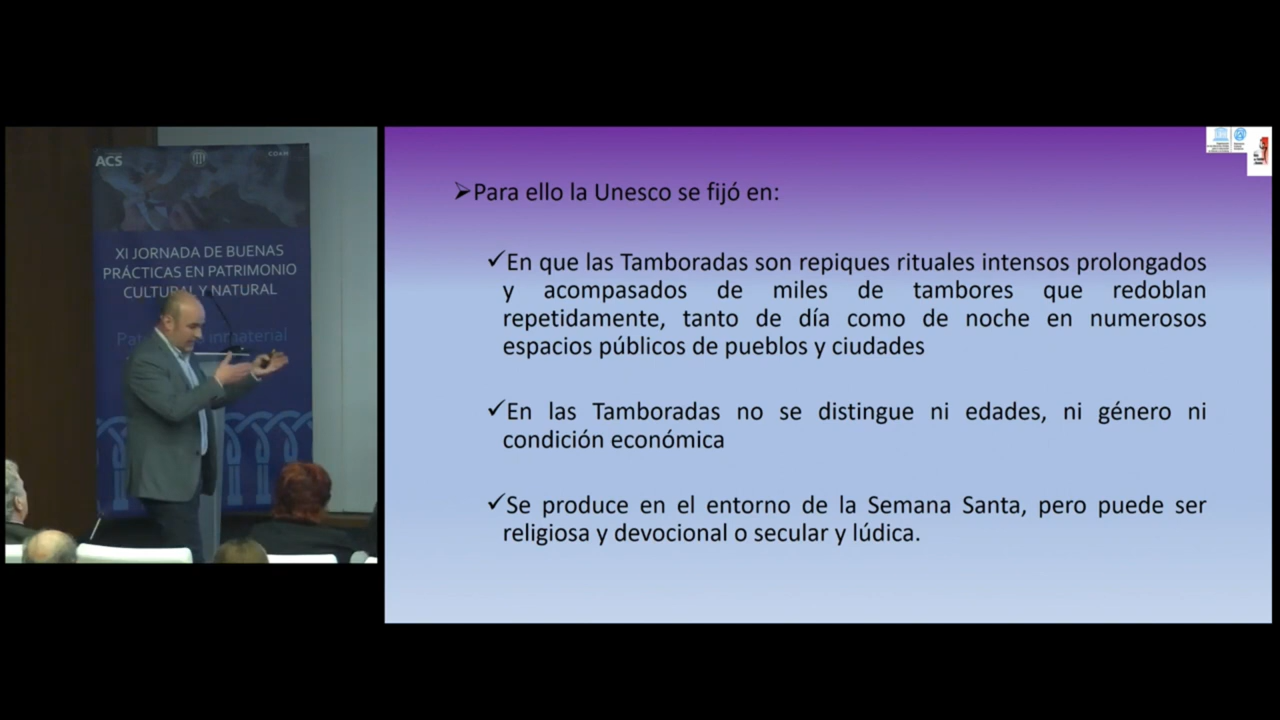 ACS
COAM
XI JORNADA DE BUENAS
PRÁCTICAS EN PATRIMONIO
CULTURAL Y NATURAL
➢Para ello la Unesco se fijó en:
✓En que las Tamboradas son repiques rituales intensos prolongados
y acompasados de miles de tambores que redoblan
repetidamente, tanto de día como de noche en numerosos
espacios públicos de pueblos y ciudades
✓En las Tamboradas no se distingue ni edades, ni género ni
condición económica
✓Se produce en el entorno de la Semana Santa, pero puede ser
religiosa y devocional o secular y lúdica.